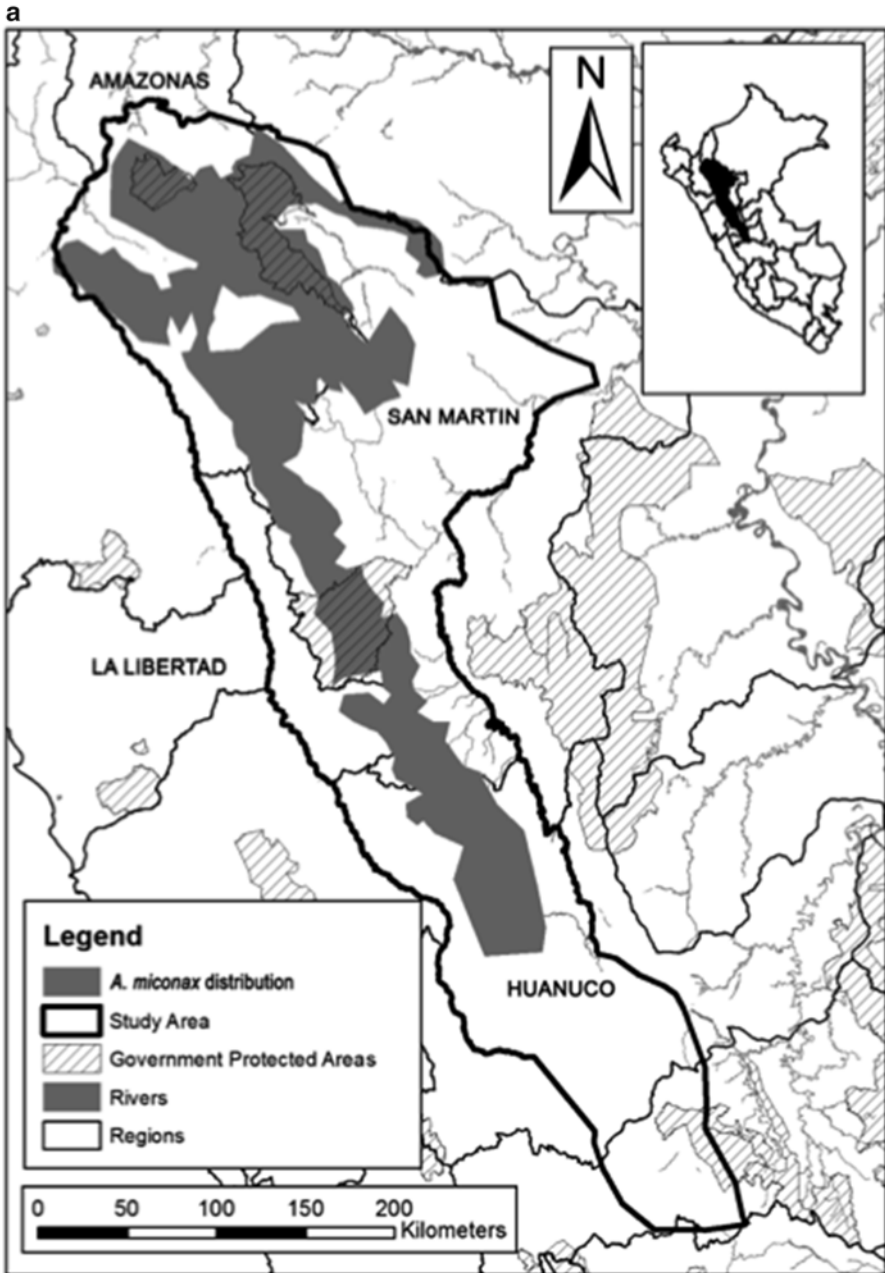 a
AMAZONAS
N
SAN MARTIN
LA LIBERTAD
HUANUCO
Legend
A. miconax distribution
Study Area
Government Protected Areas
Rivers
Regions
0 50 100 150 200
Kilometers